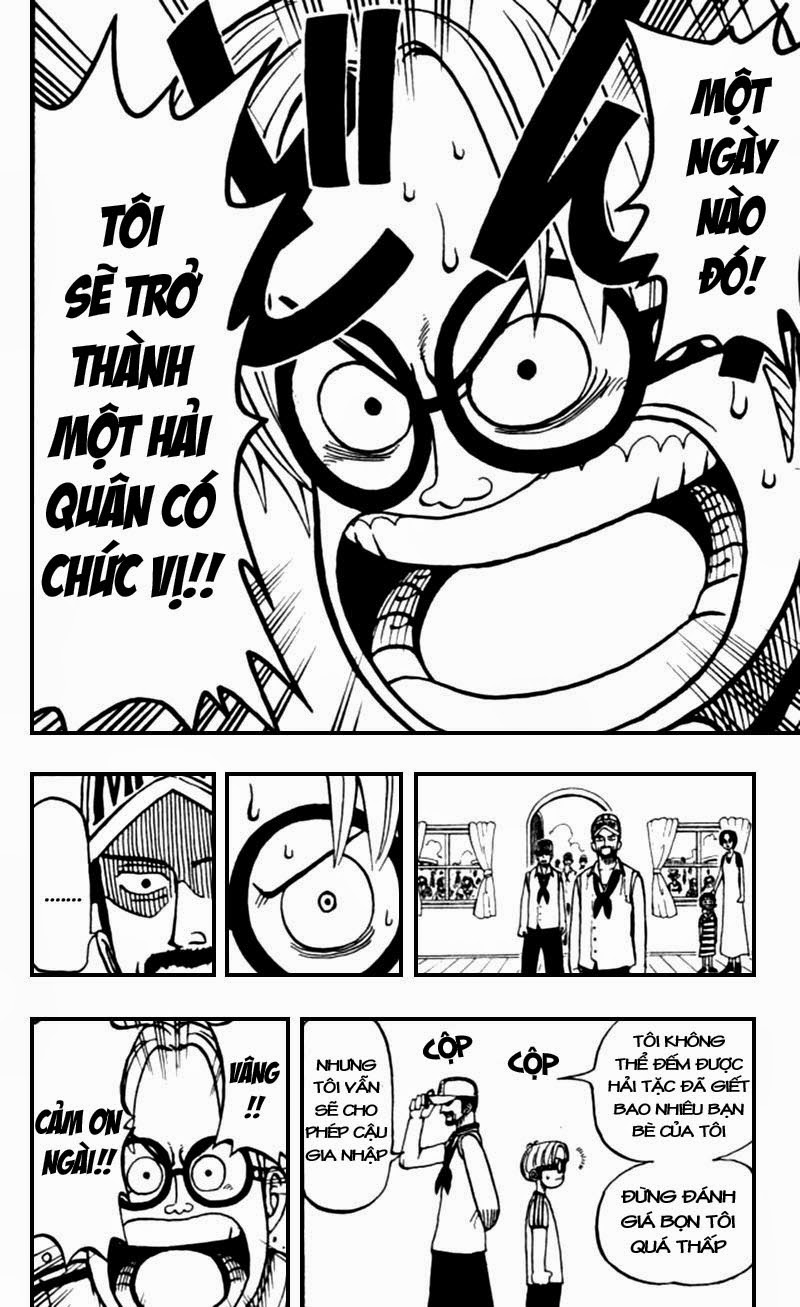 MỘT
NGÀY
NÀO
ĐÓ!
TÔI
SẼ TRỞ
THÀNH
MỘT HẢI
QUÂN CÓ
CHỨC VỊ!!
........
TÔI KHÔNG
THỂ ĐẾM ĐƯỢC
HẢI TẶC ĐÃ GIẾT
BAO NHIÊU BẠN
BÈ CỦA TÔI
ĐỪNG ĐÁNH
GIÁ BỌN TÔI
QUÁ THẤP
CỘP
CỘP
NHƯNG
TÔI VẪN
SẼ CHO
PHÉP CẬU
GIA NHẬP
VÂNG
!!
CẢM ƠN
NGÀI!!